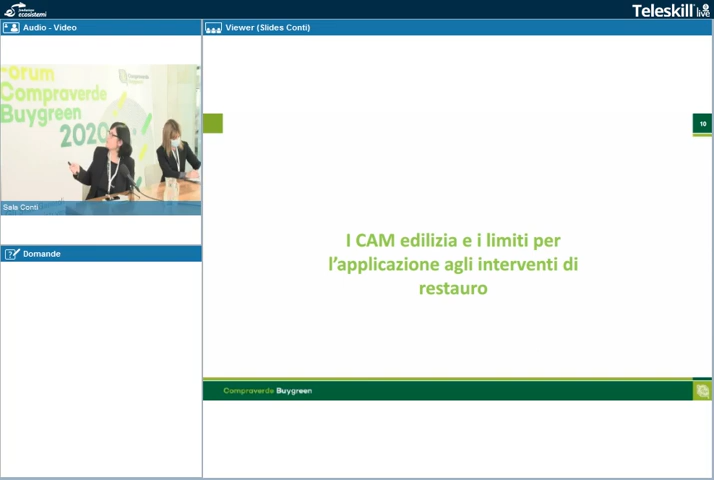 fondazione
ecosistemi
Teleskill live
Audio - Video
Viewer (Slides Conti)
Forum
Compraverde
Buygreen
2020
Sala Conti
Domande
10
I CAM edilizia e i limiti per
l’applicazione agli interventi di
restauro
Compraverde Buygreen